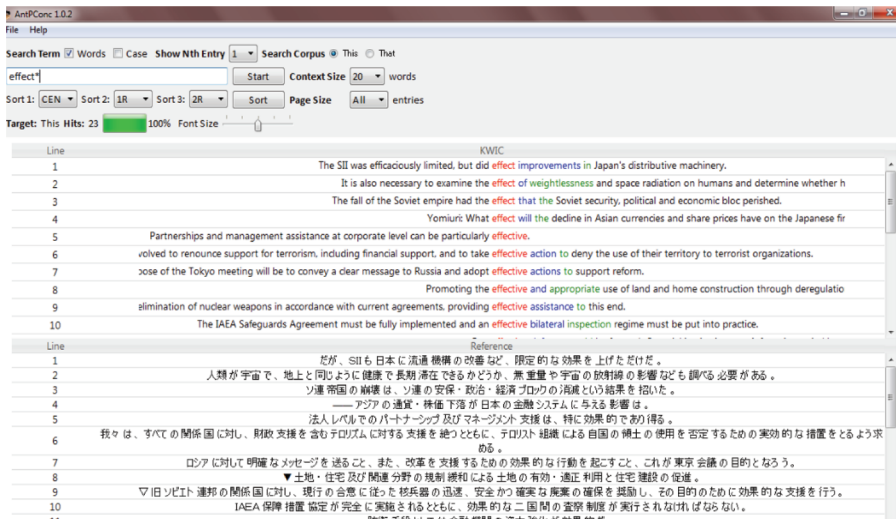 AntPConc 1.0.2
File Help
Search Term Words Case Show Nth Entry 1 Search Corpus This That
effect* Start Context Size 20 words
Sort 1: CEN Sort 2: 1R Sort 3: 2R Sort Page Size All entries
Target: This Hits: 23 100% Font Size
Line KWIC
1 The SII was efficaciously limited, but did effect improvements in Japan's distributive machinery.
2 It is also necessary to examine the effect of weightlessness and space radiation on humans and determine whether h
3 The fall of the Soviet empire had the effect that the Soviet security, political and economic bloc perished.
4 Yomiuri: What effect will the decline in Asian currencies and share prices have on the Japanese fir
5 Partnerships and management assistance at corporate level can be particularly effective.
6 volved to renounce support for terrorism, including financial support, and to take effective action to deny the use of their territory to terrorist organizations.
7 pose of the Tokyo meeting will be to convey a clear message to Russia and adopt effective actions to support reform.
8 Promoting the effective and appropriate use of land and home construction through deregulatio
9 elimination of nuclear weapons in accordance with current agreements, providing effective assistance to this end.
10 The IAEA Safeguards Agreement must be fully implemented and an effective bilateral inspection regime must be put into practice.
Line Reference
1 だが、SIIも日本に流通機構の改善など、限定的な効果を上げただけだ。
2 人類が宇宙で、地上と同じように健康で長期滞在できるかどうか、無重量や宇宙の放射線の影響なども調べる必要がある。
3 ソ連帝国の崩壊は、ソ連の安保・政治・経済ブロックの消滅という結果を招いた。
4 ――アジアの通貨・株価下落が日本の金融システムに与える影響は。
5 法人レベルでのパートナーシップ及びマネージメント支援は、特に効果的であり得る。
6 我々は、すべての関係国に対し、財政支援を含むテロリズムに対する支援を絶つとともに、テロリスト組織による自国の領土の使用を否定するための実効的な措置をとるよう求
める。
7 ロシアに対して明確なメッセージを送ること、また、改革を支援するための効果的な行動を起こすこと、これが東京会議の目的となろう。
8 ▼土地・住宅及び関連分野の規制緩和による土地の有効・適正利用と住宅建設の促進。
9 ▽旧ソビエト連邦の関係国に対し、現行の合意に従った核兵器の迅速、安全かつ確実な廃棄の確保を奨励し、その目的のために効果的な支援を行う。
10 IAEA保障措置協定が完全に実施されるとともに、効果的な二国間の査察制度が実行されなければならない。